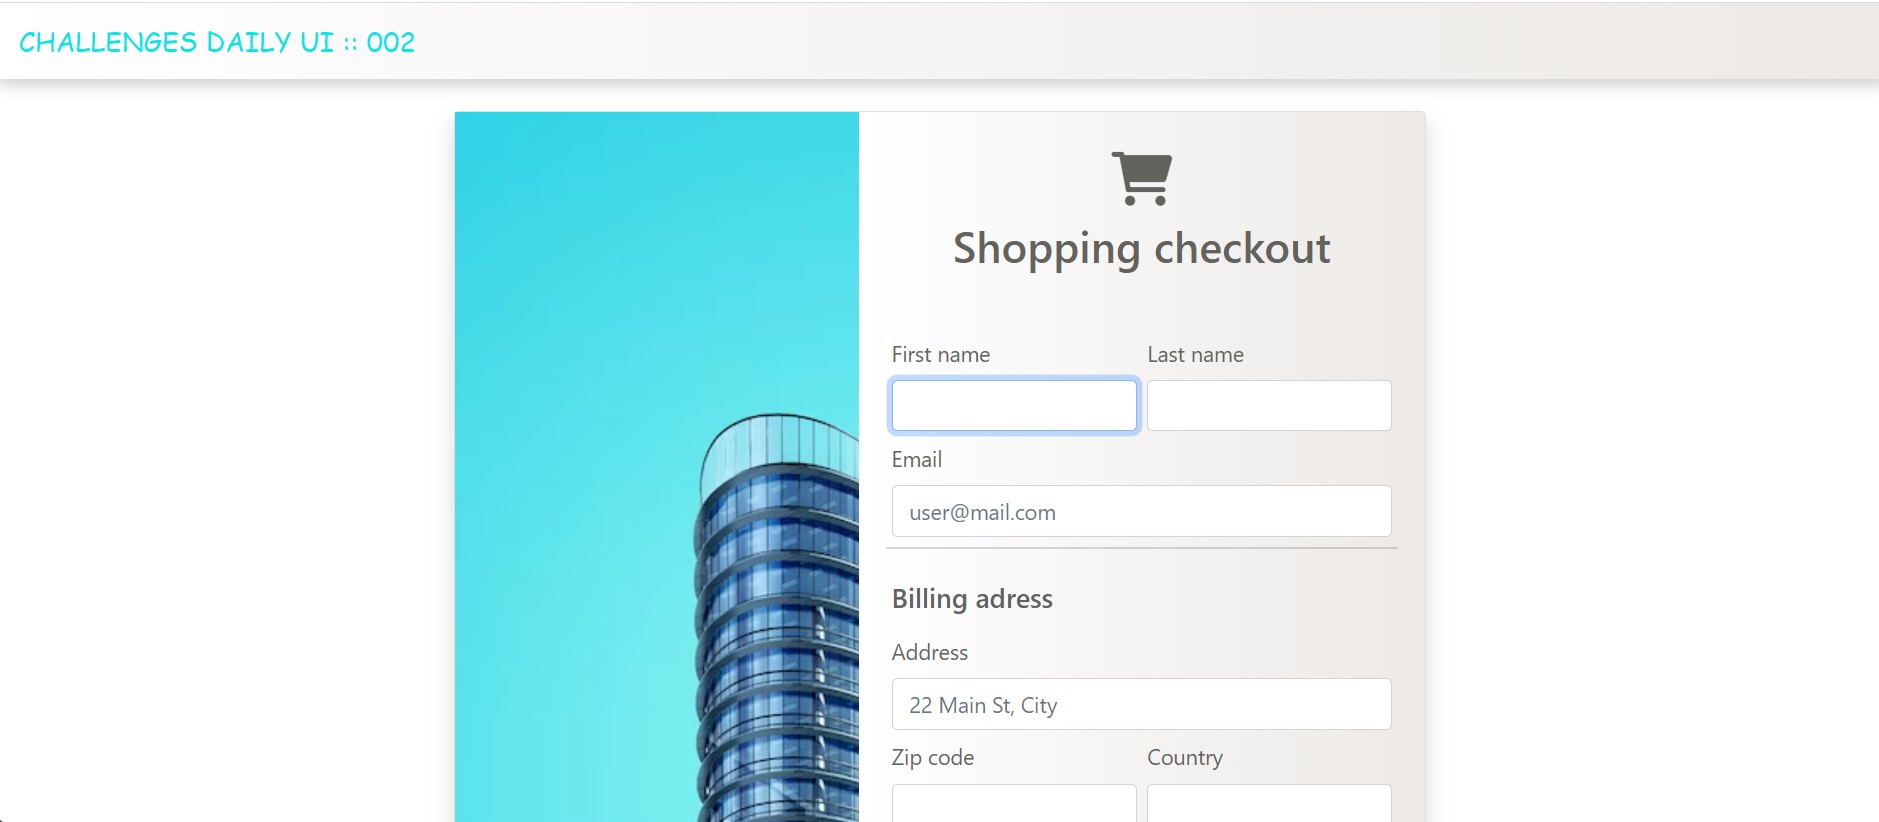 CHALLENGES DAILY UI :: 002
Shopping checkout
First name Last name
Email
user@mail.com
Billing adress
Address
22 Main St, City
Zip code Country